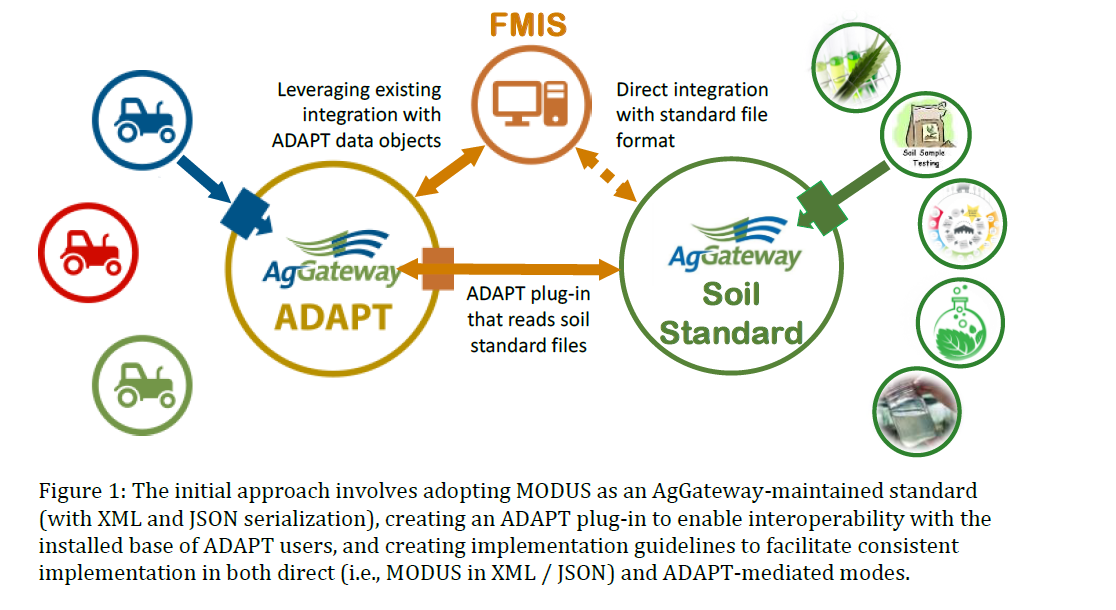 FMIS
Leveraging existing
integration with
ADAPT data objects
Direct integration
with standard file
format
Soil Sample
Testing
AgGateway
ADAPT
AgGateway
Soil
Standard
ADAPT plug-in
that reads soil
standard files
Figure 1: The initial approach involves adopting MODUS as an AgGateway-maintained standard
(with XML and JSON serialization), creating an ADAPT plug-in to enable interoperability with the
installed base of ADAPT users, and creating implementation guidelines to facilitate consistent
implementation in both direct (i.e., MODUS in XML / JSON) and ADAPT-mediated modes.